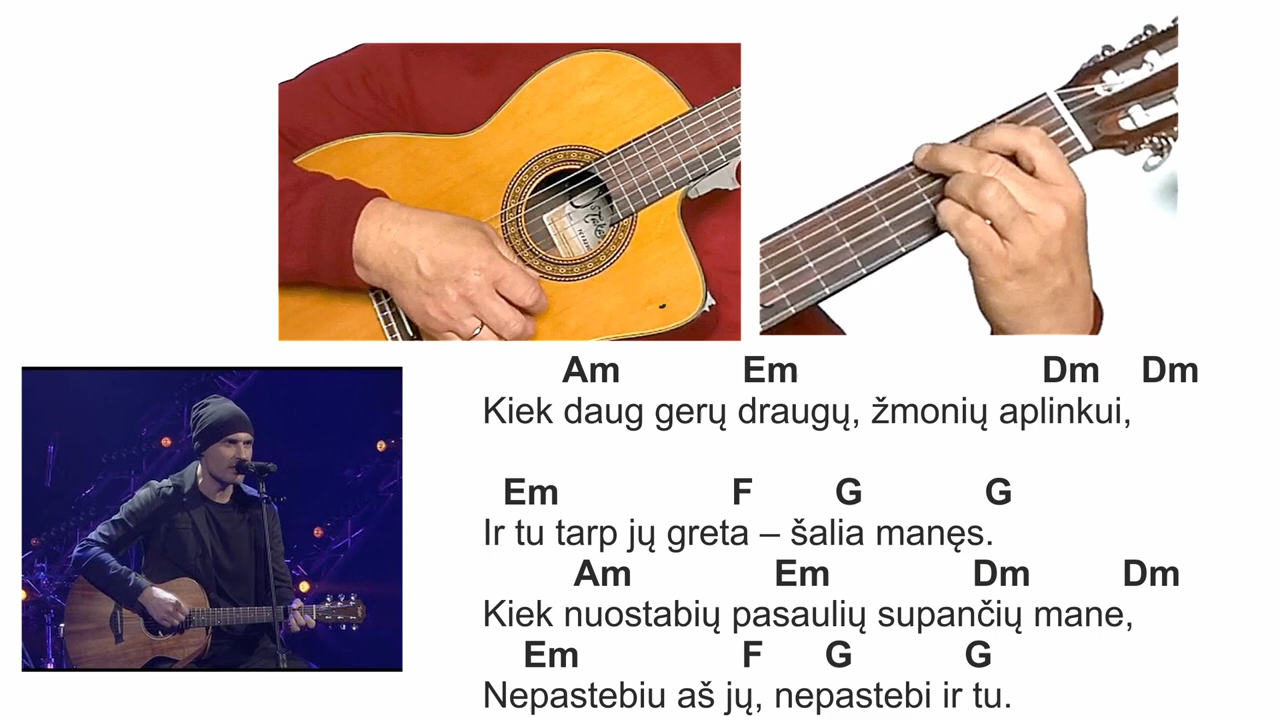 Am Em Dm Dm
Kiek daug gerų draugų, žmonių aplinkui,
Em F G G
Ir tu tarp jų greta – šalia manęs.
Am Em Dm Dm
Kiek nuostabių pasaulių supančių mane,
Em F G G
Nepastebiu aš jų, nepastebi ir tu.